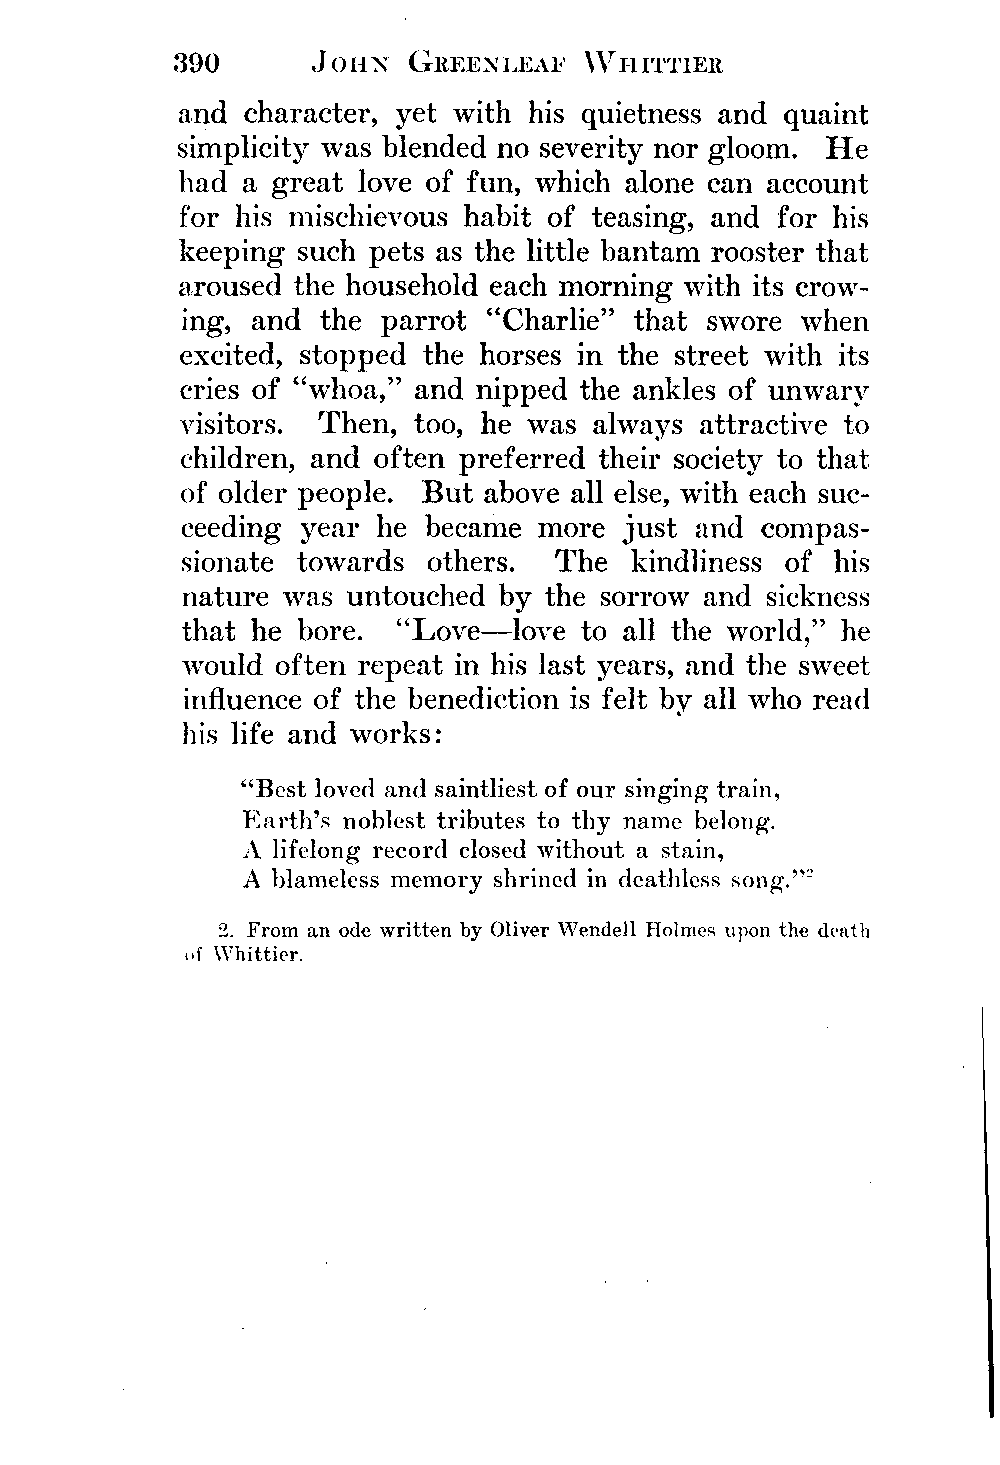 390 JOHN GREENLEAF WHITTIER
and character, yet with his quietness and quaint
simplicity was blended no severity nor gloom. He
had a great love of fun, which alone can account
for his mischievous habit of teasing, and for his
keeping such pets as the little bantam rooster that
aroused the household each morning with its crow-
ing, and the parrot “Charlie” that swore when
excited, stopped the horses in the street with its
cries of “whoa,” and nipped the ankles of unwary
visitors. Then, too, he was always attractive to
children, and often preferred their society to that
of older people. But above all else, with each suc-
ceeding year he became more just and compas-
sionate towards others. The kindliness of his
nature was untouched by the sorrow and sickness
that he bore. “Love—love to all the world,” he
would often repeat in his last years, and the sweet
influence of the benediction is felt by all who read
his life and works:
“Best loved and saintliest of our singing train,
Earth’s noblest tributes to thy name belong.
A lifelong record closed without a stain,
A blameless memory shrined in deathless song.”2
2. From an ode written by Oliver Wendell Holmes upon the death
of Whittier.